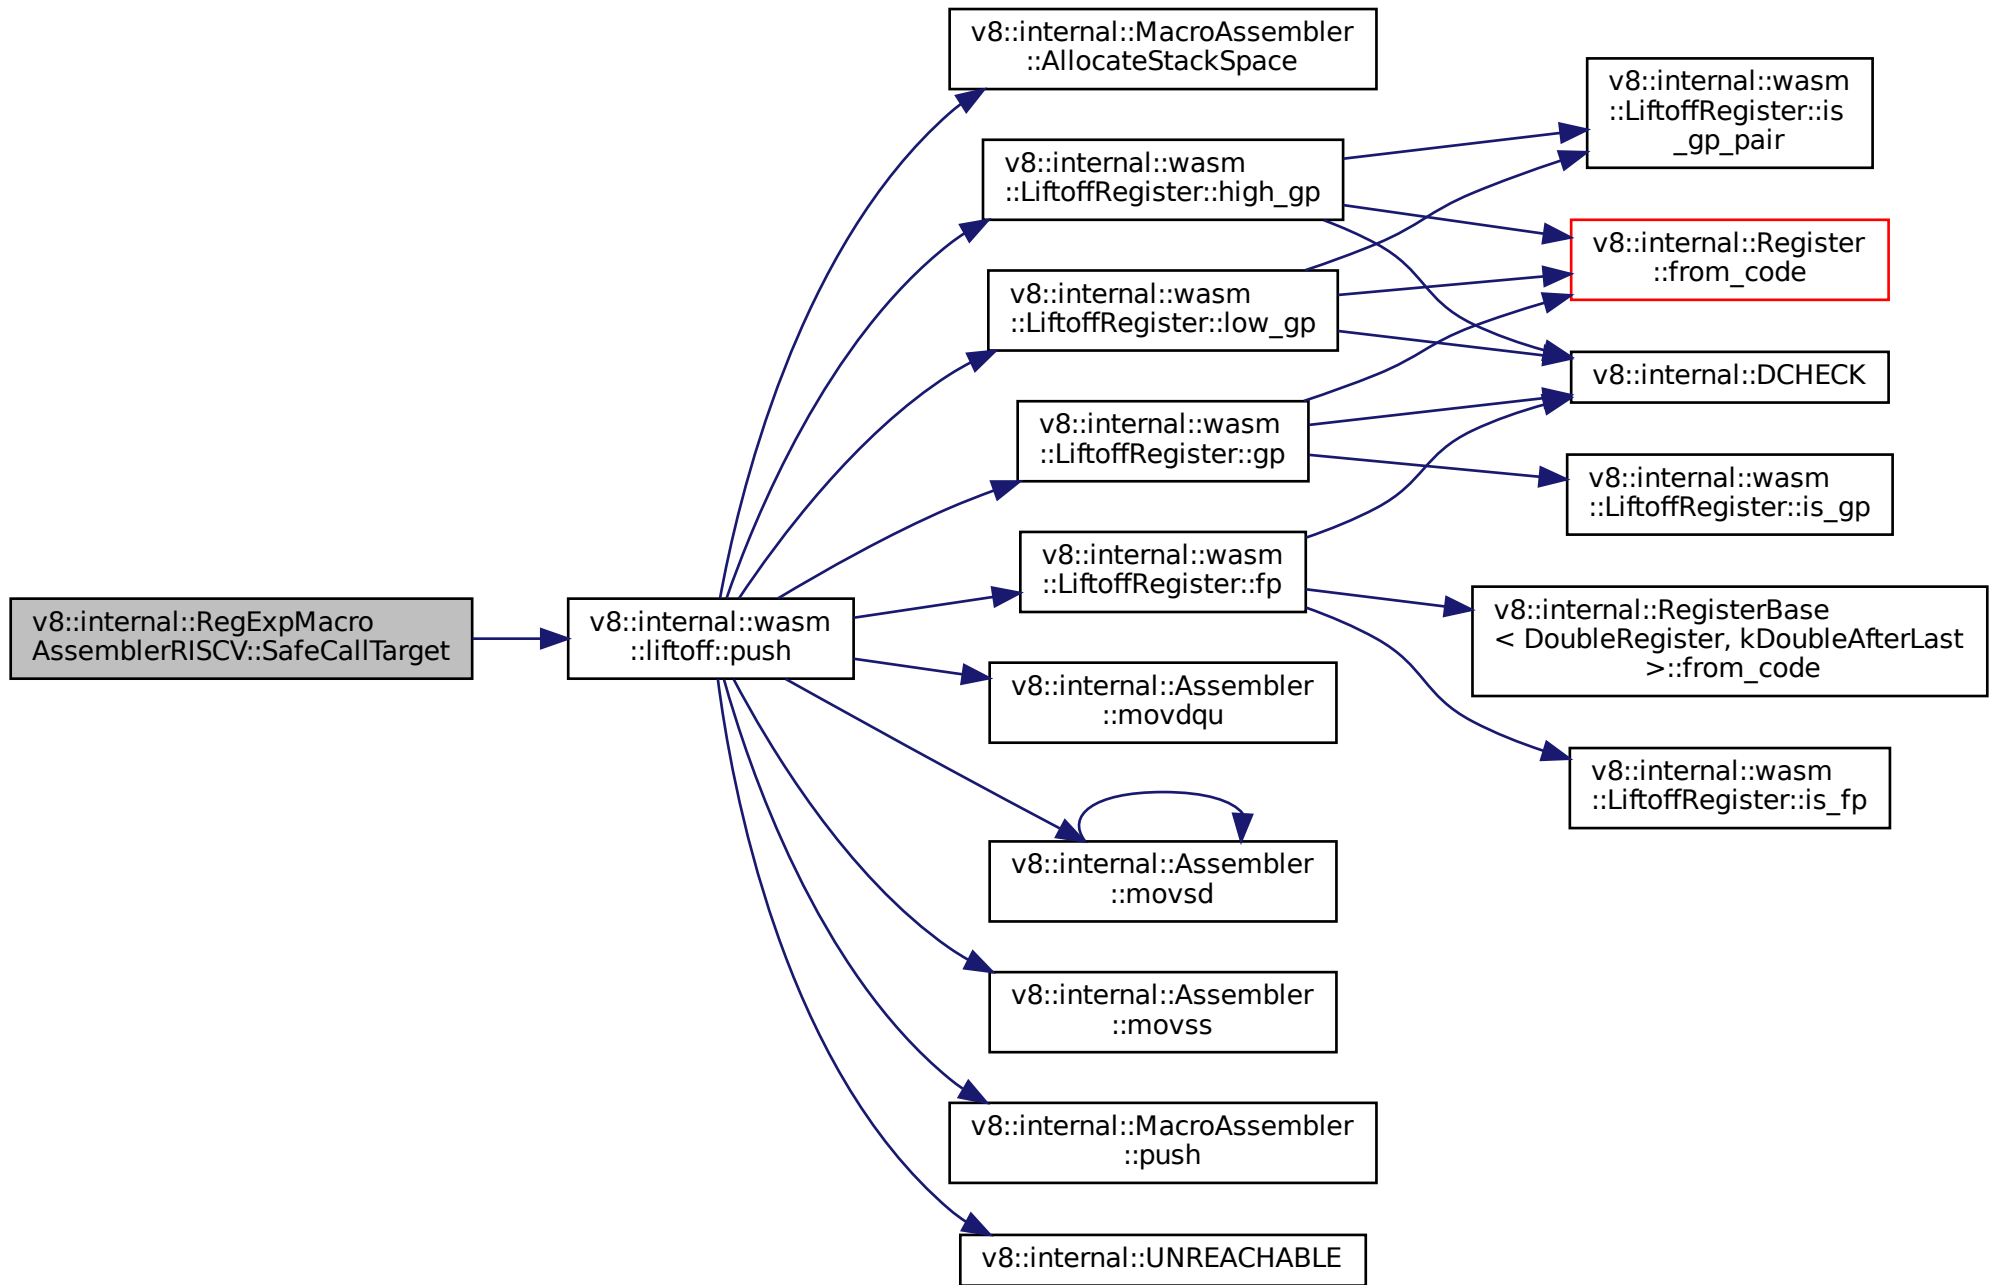 v8::internal::RegExpMacro
AssemblerRISCV::SafeCallTarget
v8::internal::wasm
::liftoff::push
v8::internal::MacroAssembler
::AllocateStackSpace
v8::internal::wasm
::LiftoffRegister::high_gp
v8::internal::wasm
::LiftoffRegister::low_gp
v8::internal::wasm
::LiftoffRegister::gp
v8::internal::wasm
::LiftoffRegister::fp
v8::internal::Assembler
::movdqu
v8::internal::Assembler
::movsd
v8::internal::Assembler
::movss
v8::internal::MacroAssembler
::push
v8::internal::UNREACHABLE
v8::internal::wasm
::LiftoffRegister::is
_gp_pair
v8::internal::Register
::from_code
v8::internal::DCHECK
v8::internal::wasm
::LiftoffRegister::is_gp
v8::internal::RegisterBase
< DoubleRegister, kDoubleAfterLast
>::from_code
v8::internal::wasm
::LiftoffRegister::is_fp